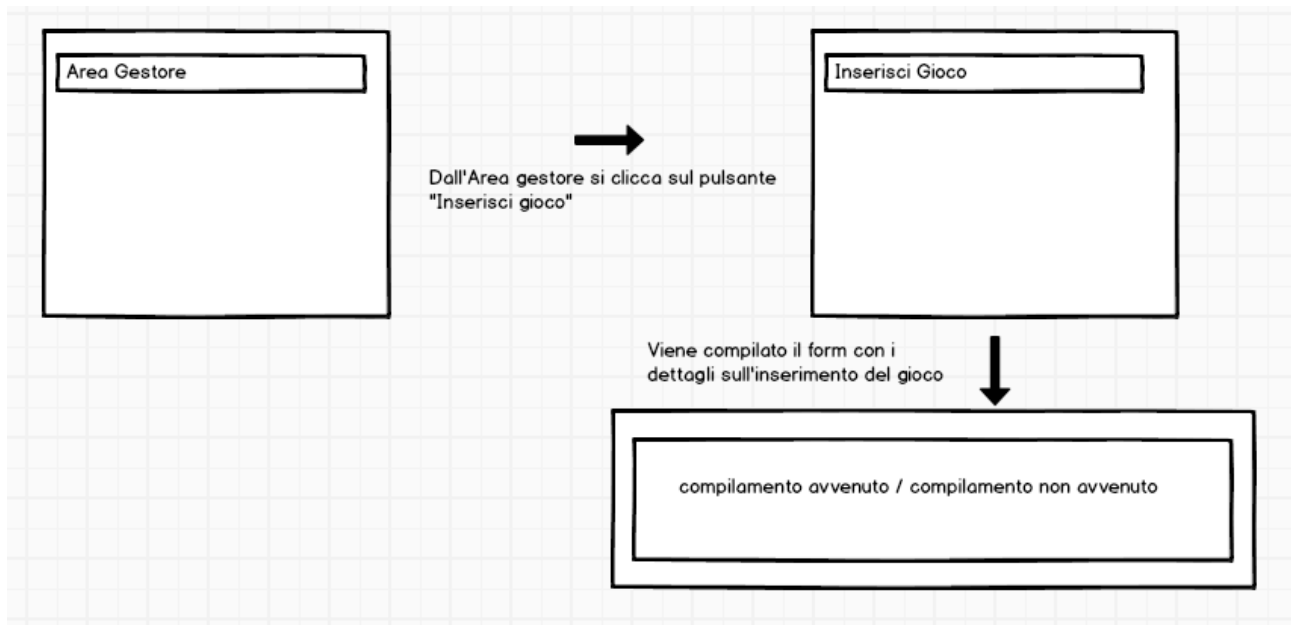 Area Gestore
Inserisci Gioco
Dall'Area gestore si clicca sul pulsante
"Inserisci gioco"
Viene compilato il form con i
dettagli sull'inserimento del gioco
compilamento avvenuto / compilamento non avvenuto